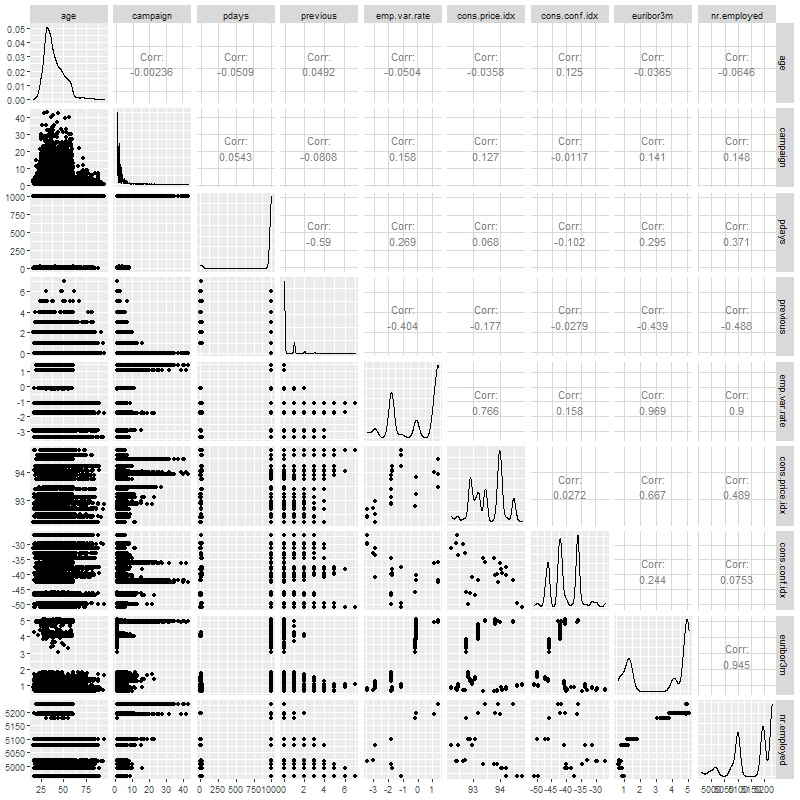 age campaign pdays previous emp.var.rate cons.price.idx cons.conf.idx euribor3m nr.employed
0.05
0.04
0.03
0.02
0.01
0.00
Corr: Corr: Corr: Corr: Corr: Corr: Corr: Corr:
-0.00236 -0.0509 0.0492 -0.0504 -0.0358 0.125 -0.0365 -0.0646
age
40
30
20
10
0
Corr: Corr: Corr: Corr: Corr: Corr: Corr:
0.0543 -0.0808 0.158 0.127 -0.0117 0.141 0.148
campaign
1000
750
500
250
0
Corr: Corr: Corr: Corr: Corr: Corr:
-0.59 0.269 0.068 -0.102 0.295 0.371
pdays
6
4
2
0
Corr: Corr: Corr: Corr: Corr:
-0.404 -0.177 -0.0279 -0.439 -0.488
previous
1
0
-1
-2
-3
Corr: Corr: Corr: Corr:
0.766 0.158 0.969 0.9
emp.var.rate
94
93
Corr: Corr: Corr:
0.0272 0.667 0.489
cons.price.idx
-30
-35
-40
-45
-50
Corr: Corr:
0.244 0.0753
cons.conf.idx
5
4
3
2
1
Corr:
0.945
euribor3m
5200
5150
5100
5050
5000
nr.employed
25 50 75 0 10 20 30 40 0 250 500 750 1000 0 2 4 6 -3 -2 -1 0 1 93 94 -50 -45 -40 -35 -30 1 2 3 4 5 5000 5050 5100 5150 5200